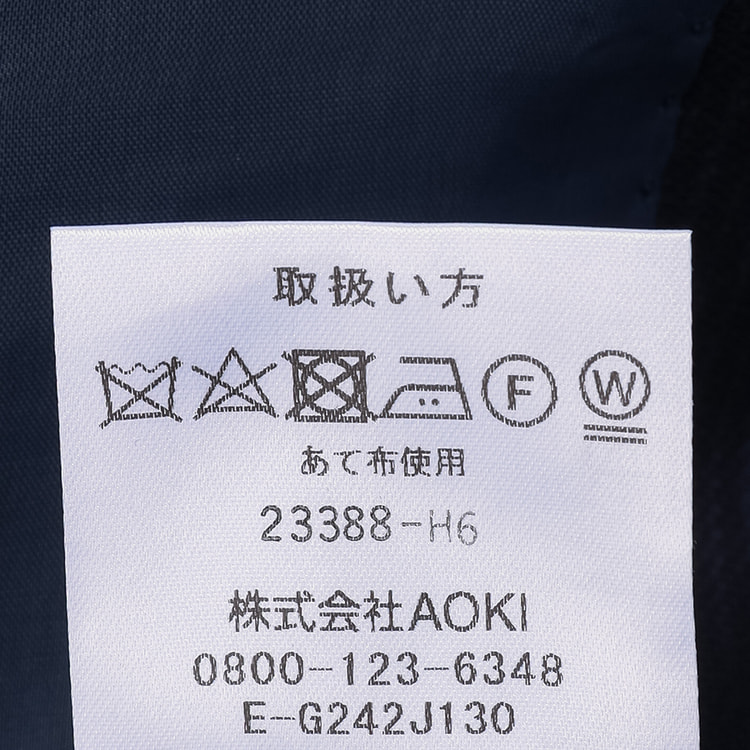 取扱い方
F W
あて布使用
23388-H6
株式会社AOKI
0800-123-6348
E-G242J130